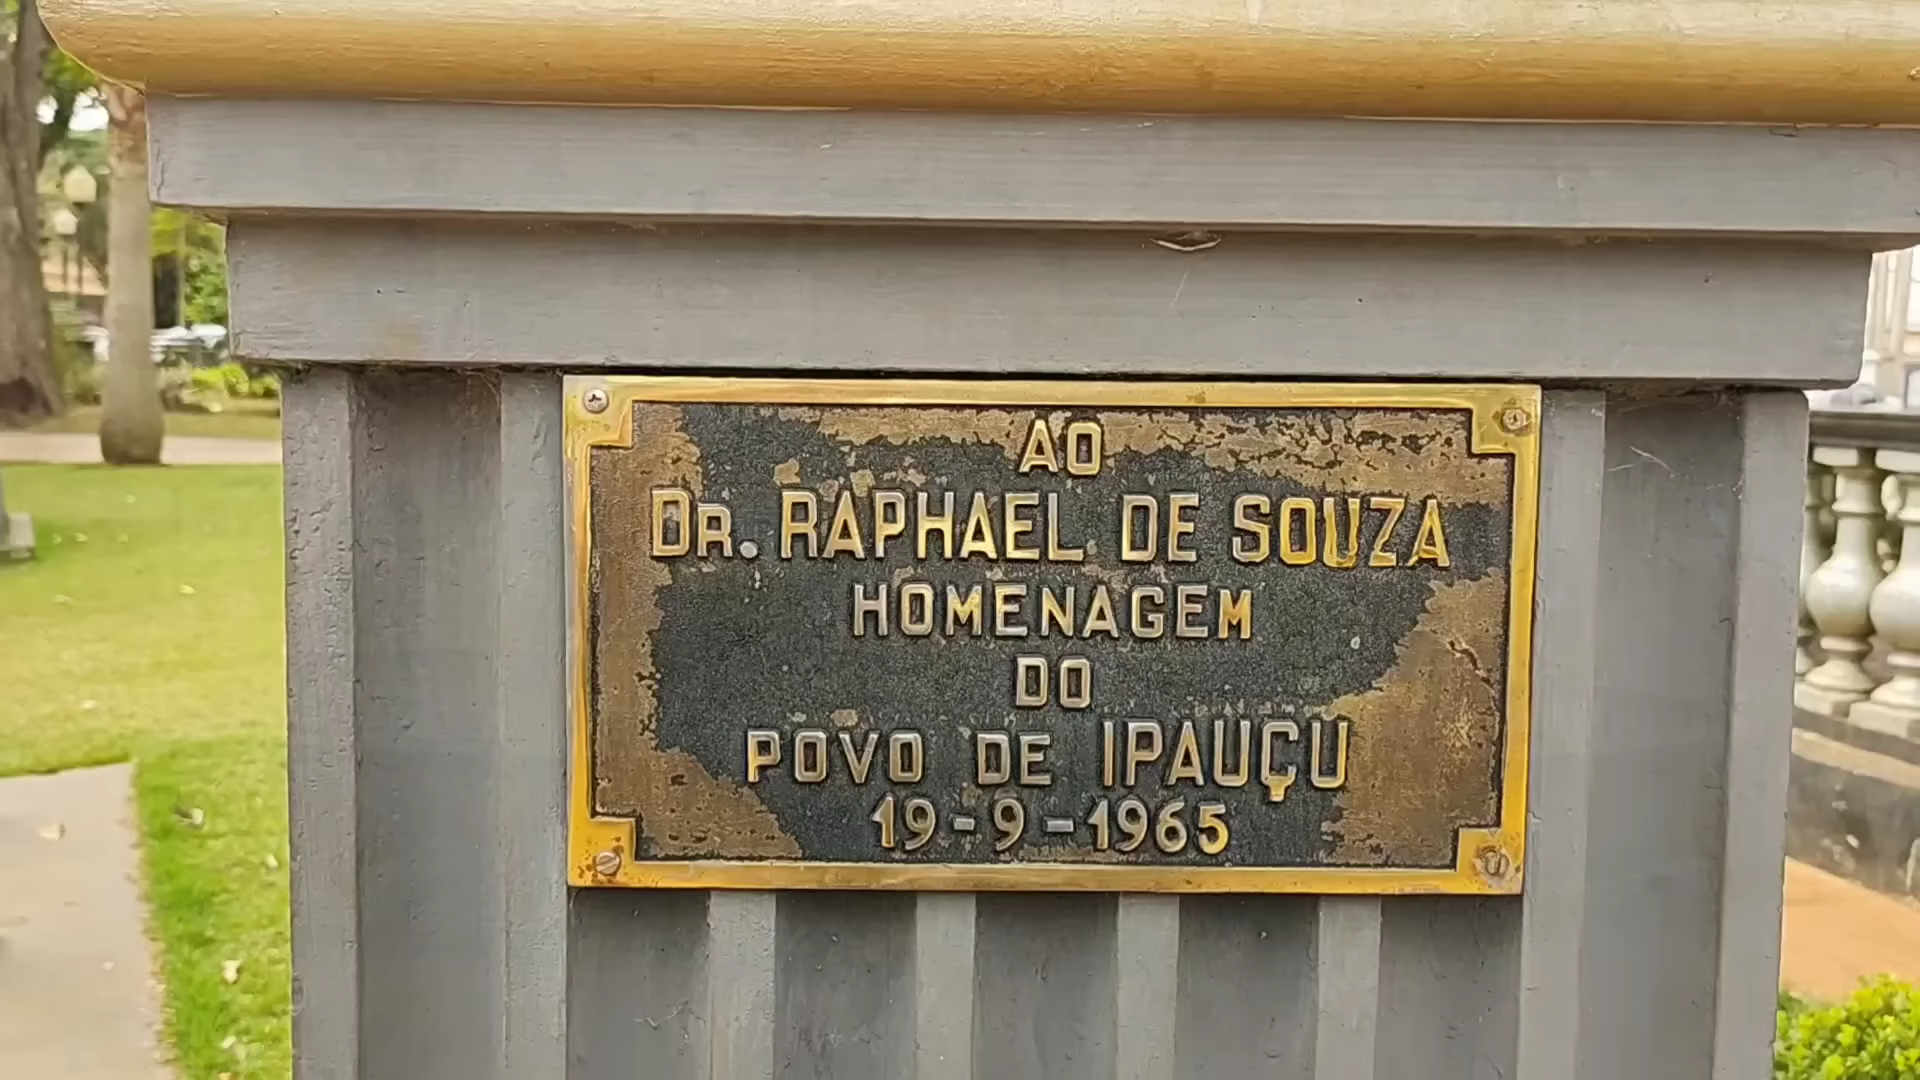 AO
DR. RAPHAEL DE SOUZA
HOMENAGEM
DO
POVO DE IPAUÇU
19-9-1965